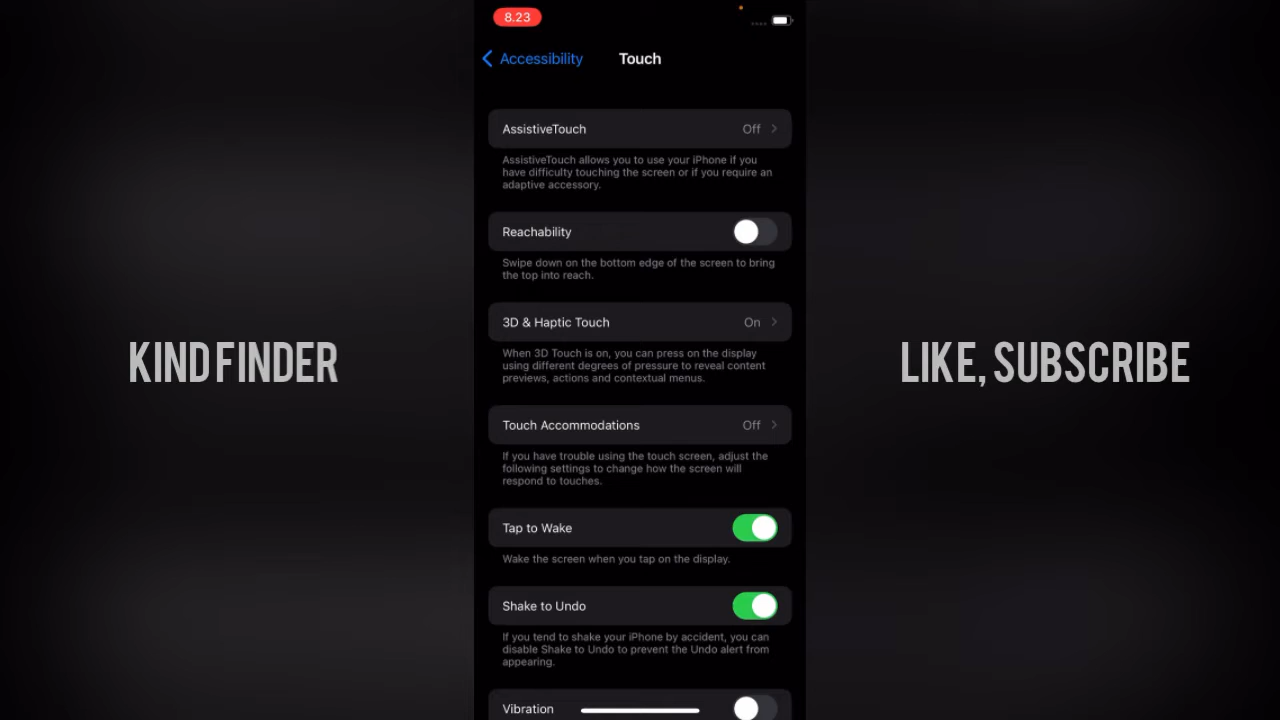 8.23
Accessibility
Touch
AssistiveTouch
Off
AssistiveTouch allows you to use your iPhone if you
have difficulty touching the screen or if you require an
adaptive accessory.
Reachability
Swipe down on the bottom edge of the screen to bring
the top into reach.
3D & Haptic Touch
On
When 3D Touch is on, you can press on the display
using different degrees of pressure to reveal content
previews, actions and contextual menus.
KIND FINDER
LIKE, SUBSCRIBE
Touch Accommodations
Off
If you have trouble using the touch screen, adjust the
following settings to change how the screen will
respond to touches.
Tap to Wake
Wake the screen when you tap on the display.
Shake to Undo
If you tend to shake your iPhone by accident, you can
disable Shake to Undo to prevent the Undo alert from
appearing.
Vibration